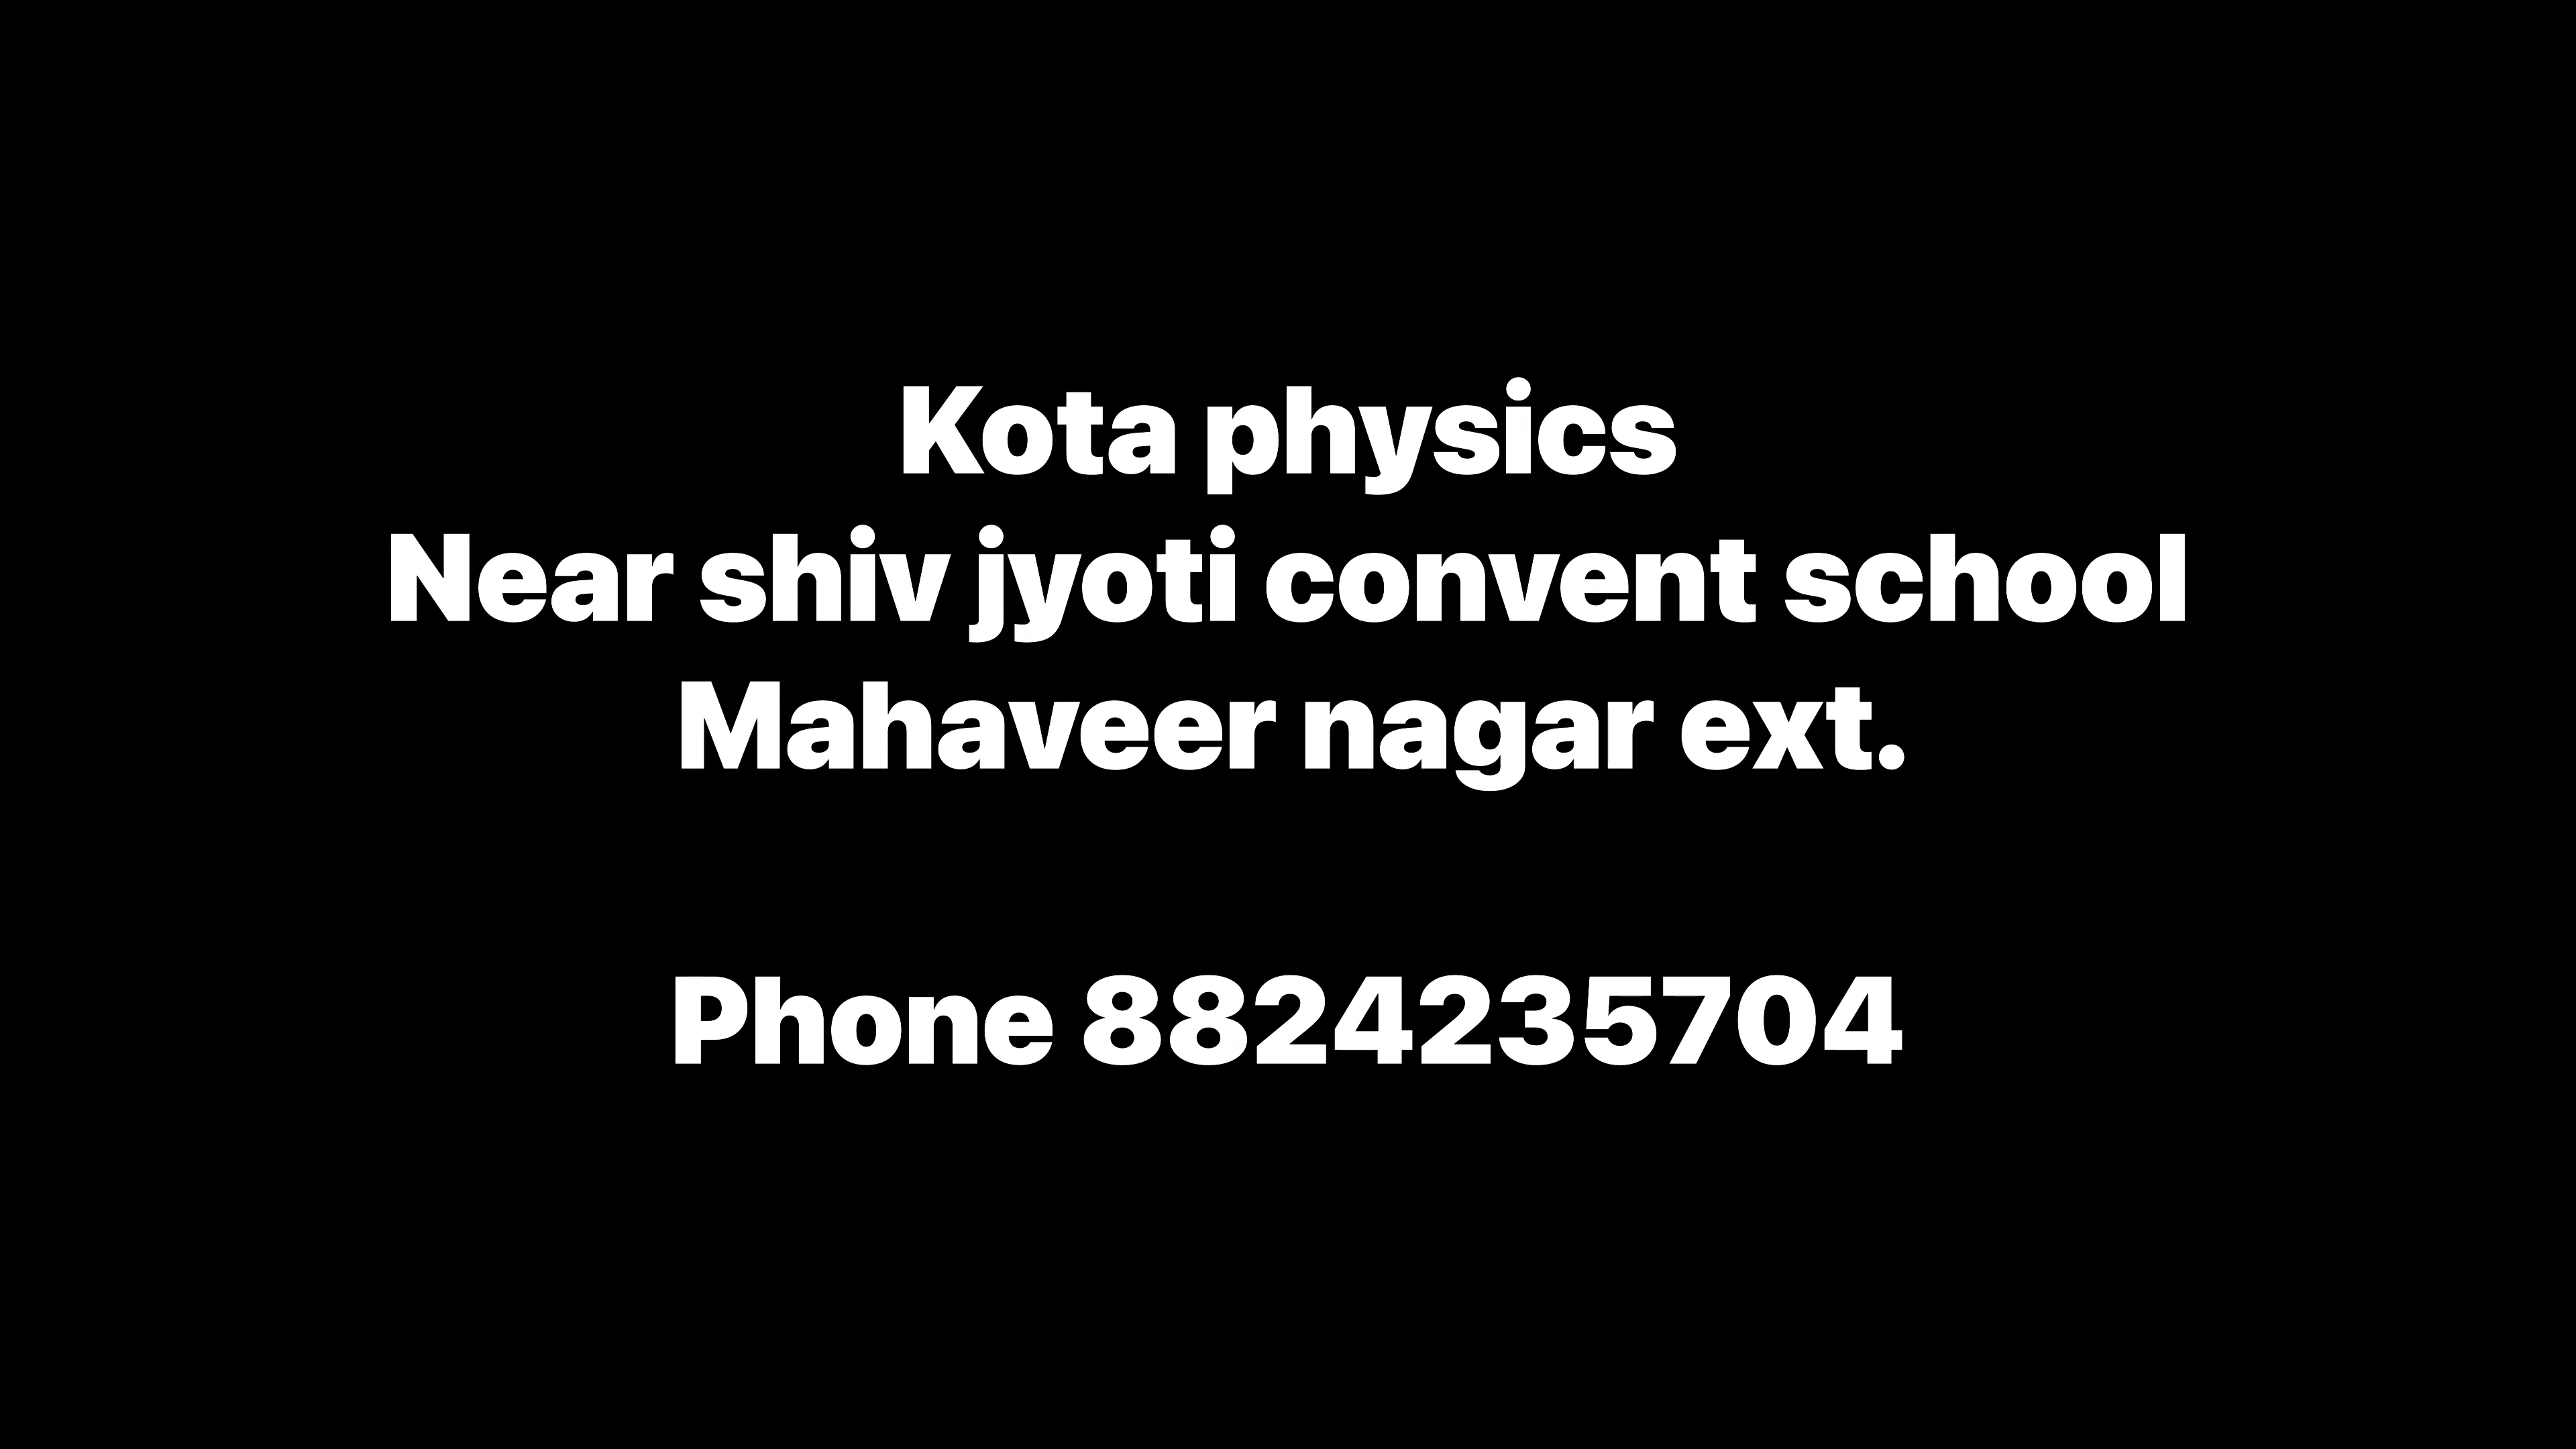 Kota physics
Near shiv jyoti convent school
Mahaveer nagar ext.
Phone 8824235704